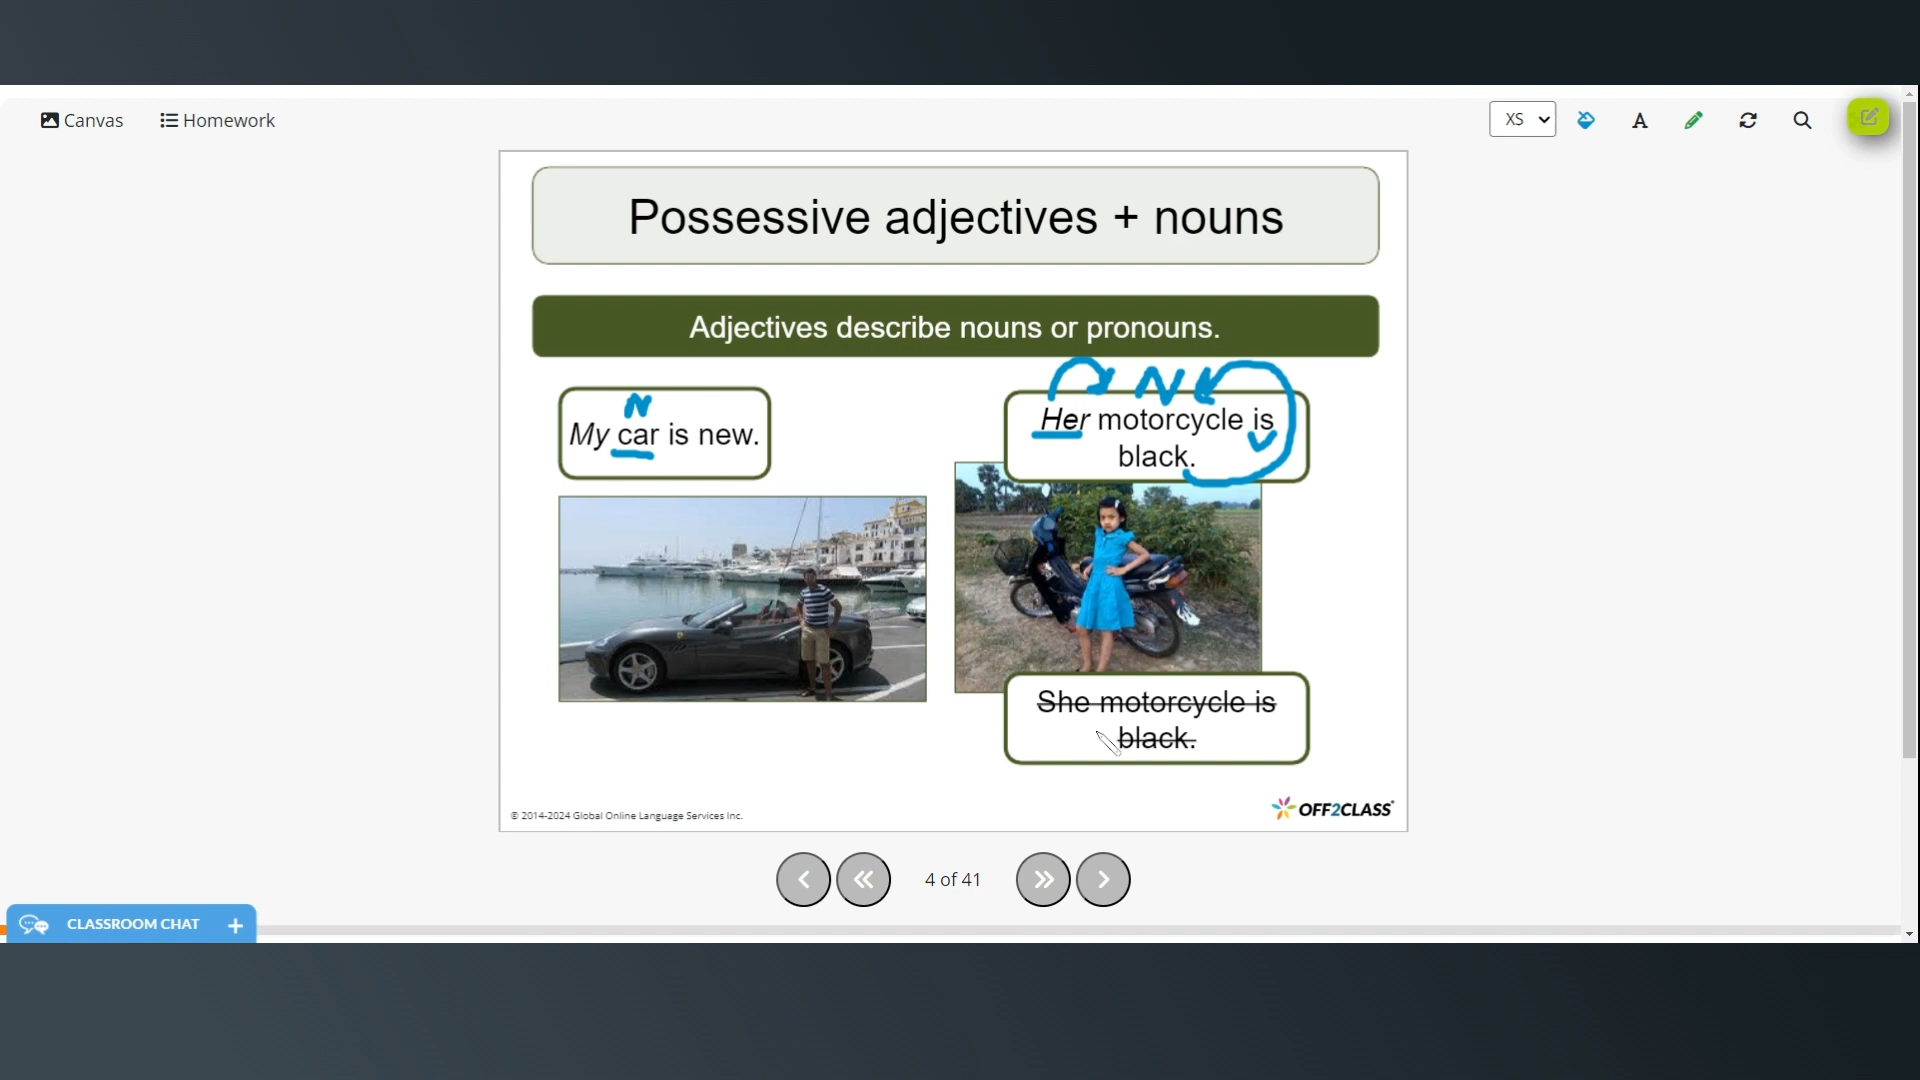 Canvas
Homework
XS
A
Possessive adjectives + nouns
Adjectives describe nouns or pronouns.
N
My car is new.
N
Her motorcycle is
black.
V
She motorcycle is
black.
© 2014-2024 Global Online Language Services Inc.
OFF2CLASS
4 of 41
CLASSROOM CHAT +